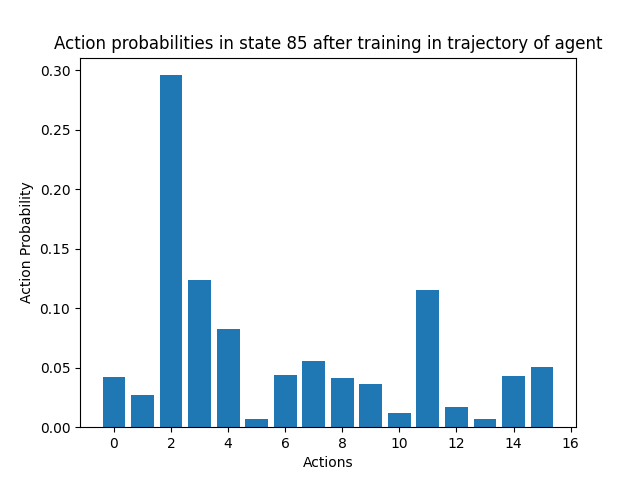 Action probabilities in state 85 after training in trajectory of agent
0.30
0.25
0.20
0.15
0.10
0.05
0.00
Action Probability
0 2 4 6 8 10 12 14 16
Actions